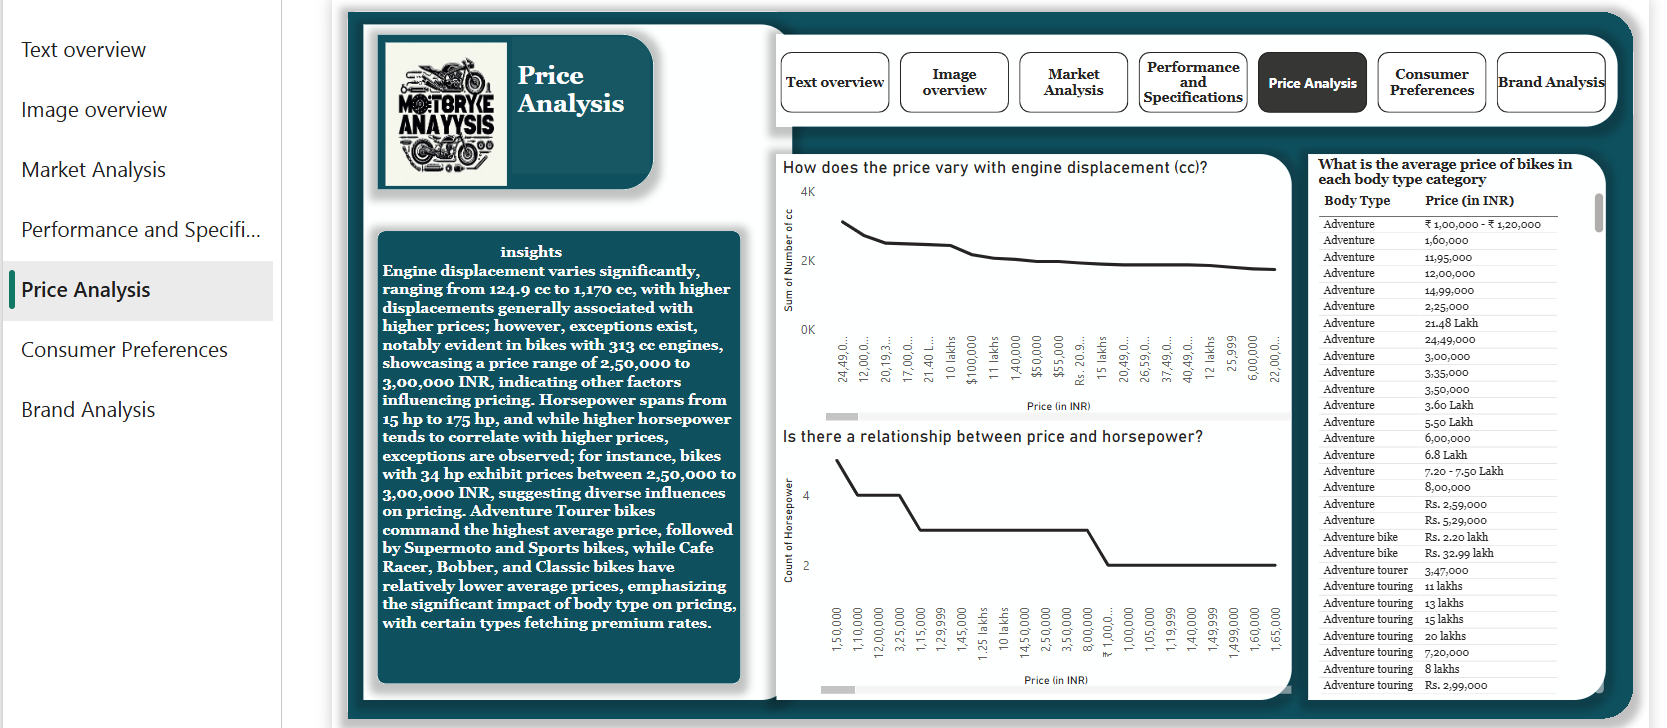 Text overview
Image overview
Market Analysis
Performance and Specifi...
Price Analysis
Consumer Preferences
Brand Analysis
MOTORYKE
ANAYYSIS
Price
Analysis
Text overview
Image
overview
Market
Analysis
Performance
and
Specifications
Price Analysis
Consumer
Preferences
Brand Analysis
insights
Engine displacement varies significantly,
ranging from 124.9 cc to 1,170 cc, with higher
displacements generally associated with
higher prices; however, exceptions exist,
notably evident in bikes with 313 cc engines,
showcasing a price range of 2,50,000 to
3,00,000 INR, indicating other factors
influencing pricing. Horsepower spans from
15 hp to 175 hp, and while higher horsepower
tends to correlate with higher prices,
exceptions are observed; for instance, bikes
with 34 hp exhibit prices between 2,50,000 to
3,00,000 INR, suggesting diverse influences
on pricing. Adventure Tourer bikes
command the highest average price, followed
by Supermoto and Sports bikes, while Cafe
Racer, Bobber, and Classic bikes have
relatively lower average prices, emphasizing
the significant impact of body type on pricing,
with certain types fetching premium rates.
How does the price vary with engine displacement (cc)?
Sum of Number of cc
4K
2K
0K
24,49,0...
12,00,0...
20,19,3...
17,00,0...
21.40 L...
10 lakhs
$100,000
11 lakhs
1,40,000
$50,000
$55,000
Rs. 20.9...
15 lakhs
20,49,0...
26,59,0...
37,49,0...
40,49,0...
12 lakhs
25,999
6,00,000
22,00,0...
Price (in INR)
Is there a relationship between price and horsepower?
Count of Horsepower
4
2
1,50,000
1,10,000
12,00,000
3,25,000
1,15,000
1,29,999
1,45,000
1.25 lakhs
10 lakhs
14,50,000
2,50,000
3,50,000
8,00,000
₹ 1,00,0...
1,00,000
1,05,000
1,19,999
1,40,000
1,49,999
1,499,000
1,60,000
1,65,000
Price (in INR)
What is the average price of bikes in
each body type category
Body Type Price (in INR)
Adventure ₹ 1,00,000 - ₹ 1,20,000
Adventure 1,60,000
Adventure 11,95,000
Adventure 12,00,000
Adventure 14,99,000
Adventure 2,25,000
Adventure 21.48 Lakh
Adventure 24,49,000
Adventure 3,00,000
Adventure 3,35,000
Adventure 3,50,000
Adventure 3.60 Lakh
Adventure 5.50 Lakh
Adventure 6,00,000
Adventure 6.8 Lakh
Adventure 7.20 - 7.50 Lakh
Adventure 8,00,000
Adventure Rs. 2,59,000
Adventure Rs. 5,29,000
Adventure bike Rs. 2.20 lakh
Adventure bike Rs. 32.99 lakh
Adventure tourer 3,47,000
Adventure touring 11 lakhs
Adventure touring 13 lakhs
Adventure touring 15 lakhs
Adventure touring 20 lakhs
Adventure touring 7,20,000
Adventure touring 8 lakhs
Adventure touring Rs. 2,99,000